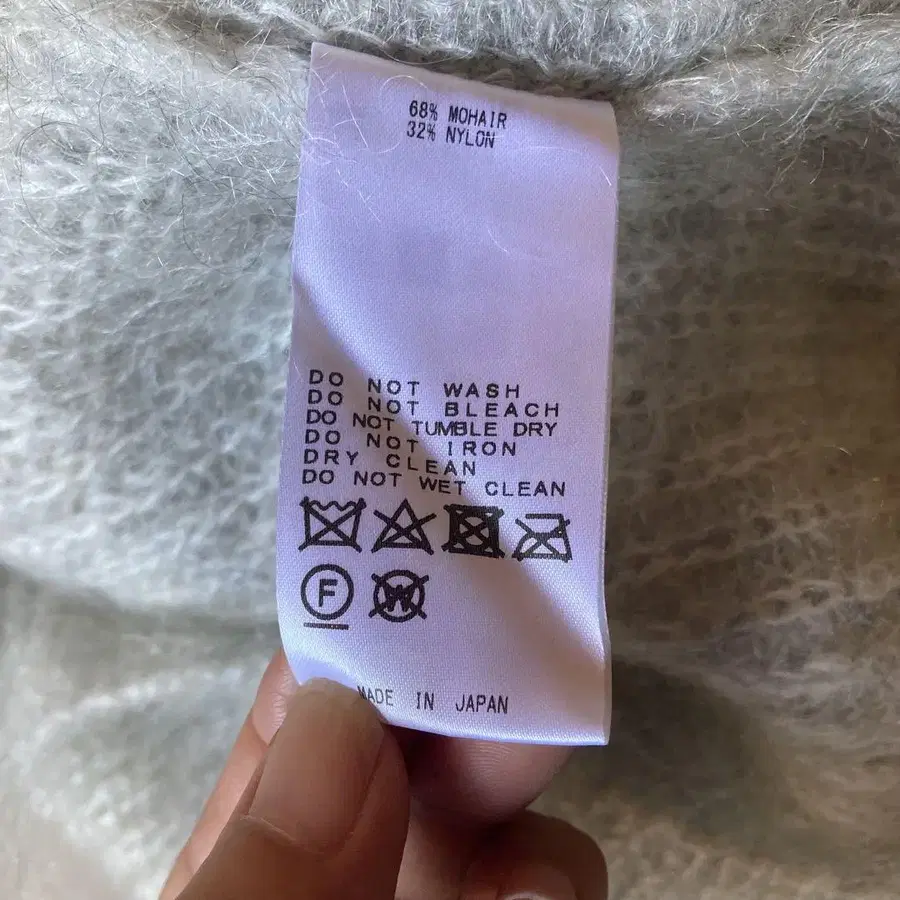 68% MOHAIR
32% NYLON
DO NOT WASH
DO NOT BLEACH
DO NOT TUMBLE DRY
DO NOT IRON
DRY CLEAN
DO NOT WET CLEAN
F W
MADE IN JAPAN